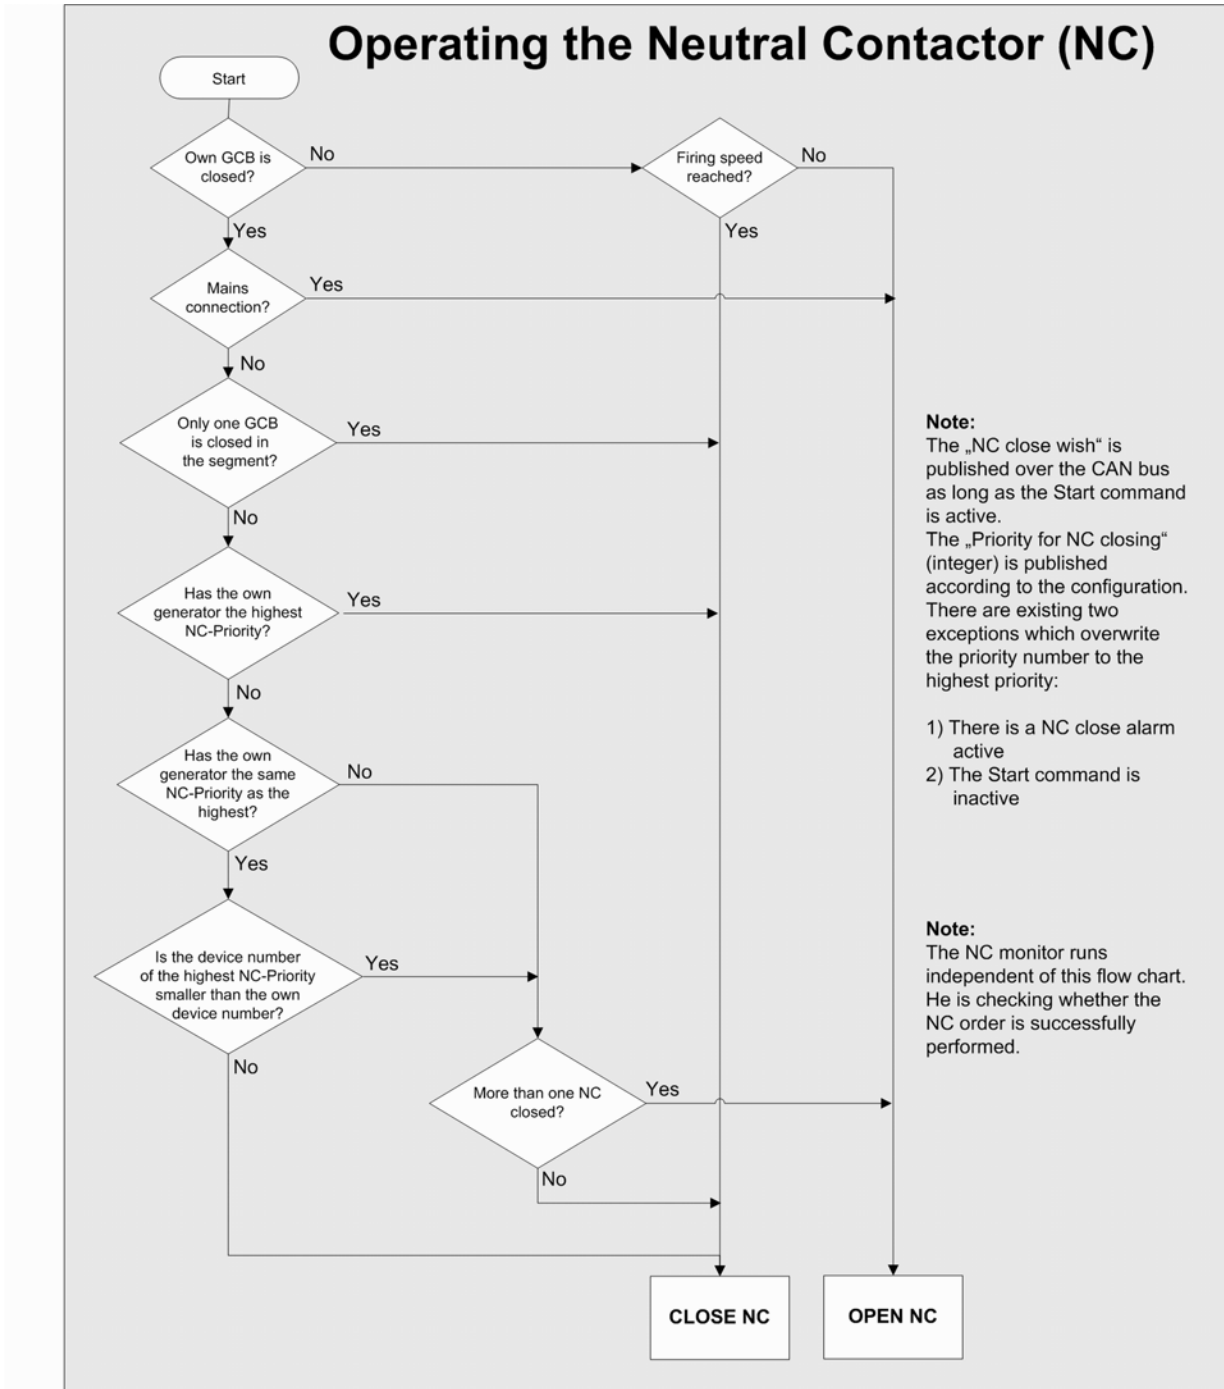 Operating the Neutral Contactor (NC)
Start
Own GCB is
closed?
No
Firing speed
reached?
No
Yes
Yes
Mains
connection?
Yes
No
Only one GCB
is closed in
the segment?
Yes
No
Has the own
generator the highest
NC-Priority?
Yes
No
Has the own
generator the same
NC-Priority as the
highest?
No
Yes
Is the device number
of the highest NC-Priority
smaller than the own
device number?
Yes
No
More than one NC
closed?
Yes
No
CLOSE NC
OPEN NC
Note:
The „NC close wish“ is
published over the CAN bus
as long as the Start command
is active.
The „Priority for NC closing“
(integer) is published
according to the configuration.
There are existing two
exceptions which overwrite
the priority number to the
highest priority:
1) There is a NC close alarm
active
2) The Start command is
inactive
Note:
The NC monitor runs
independent of this flow chart.
He is checking whether the
NC order is successfully
performed.